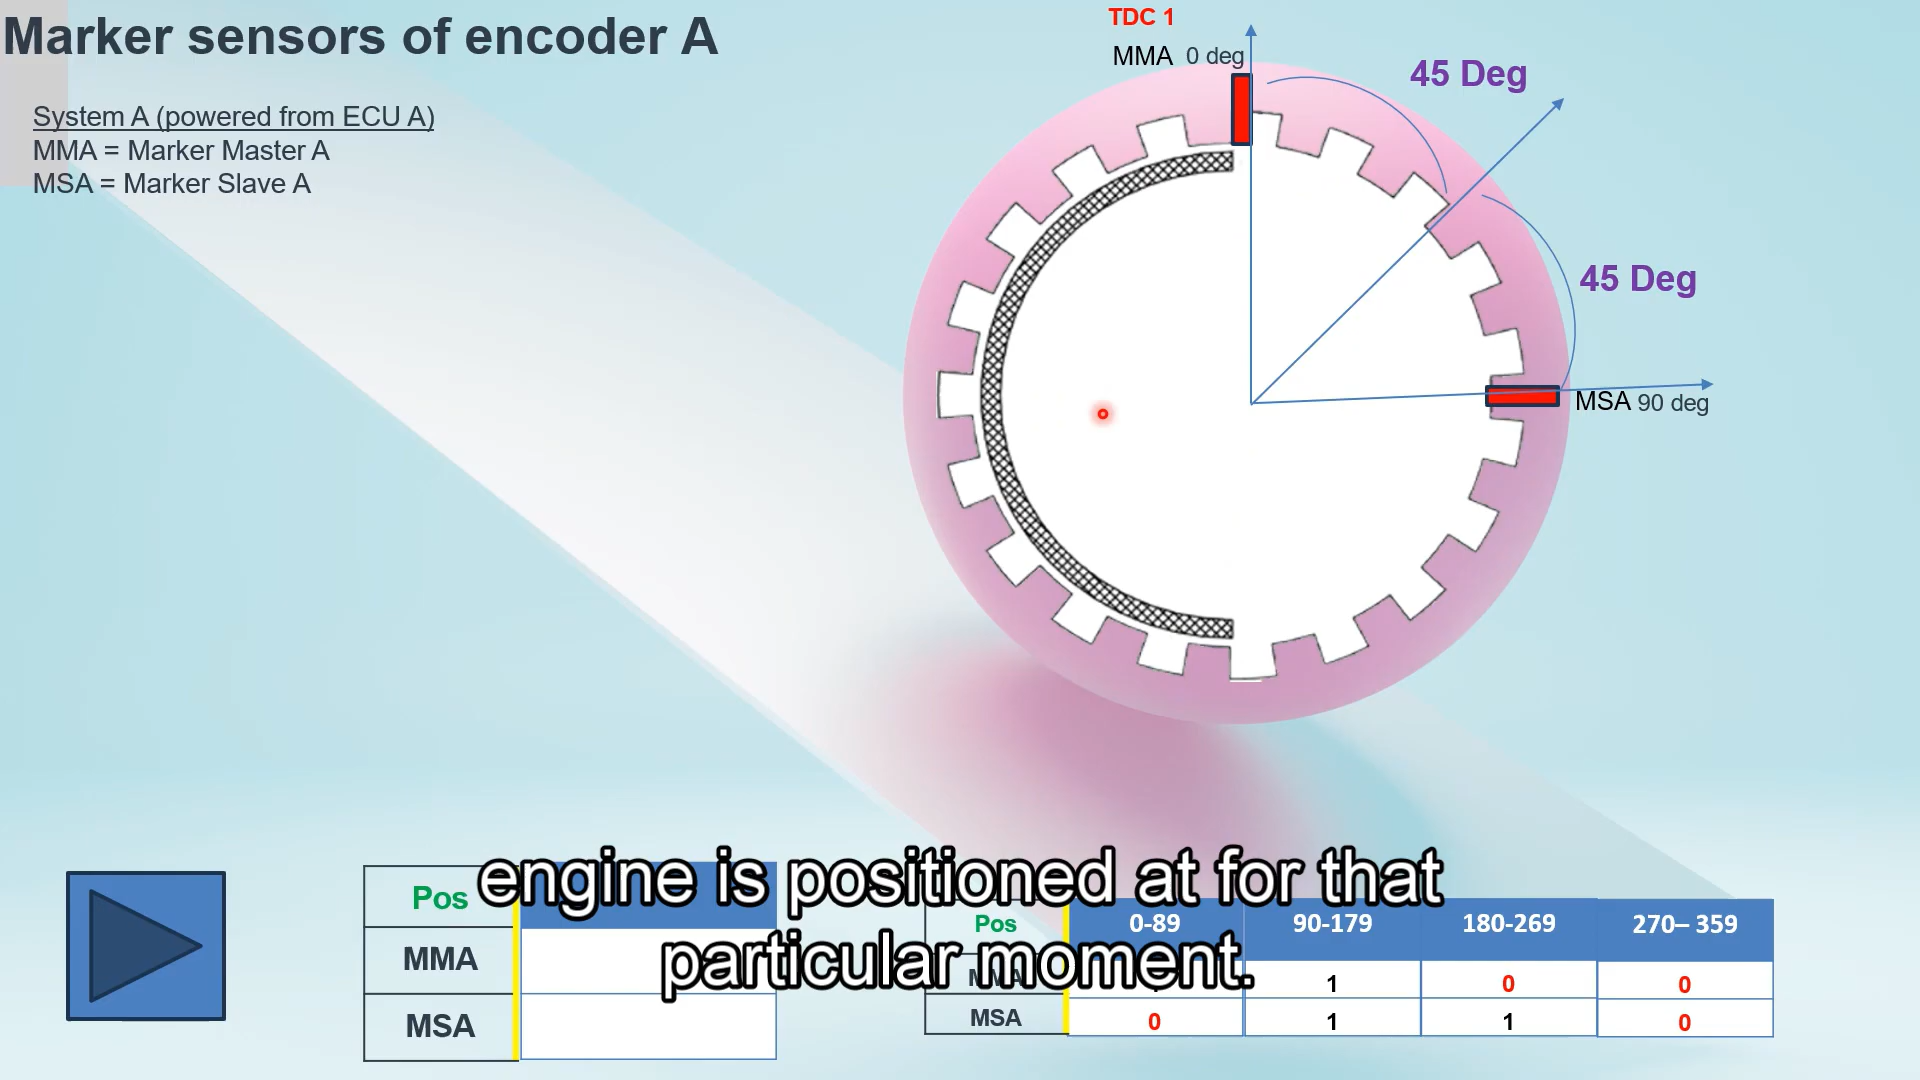 Marker sensors of encoder A
System A (powered from ECU A)
MMA = Marker Master A
MSA = Marker Slave A
TDC 1
MMA 0 deg
45 Deg
45 Deg
MSA 90 deg
engine is positioned at for that
particular moment.
Pos
MMA
MSA
Pos 0-89 90-179 180-269 270– 359
MMA 1 0 0
MSA 0 1 1 0